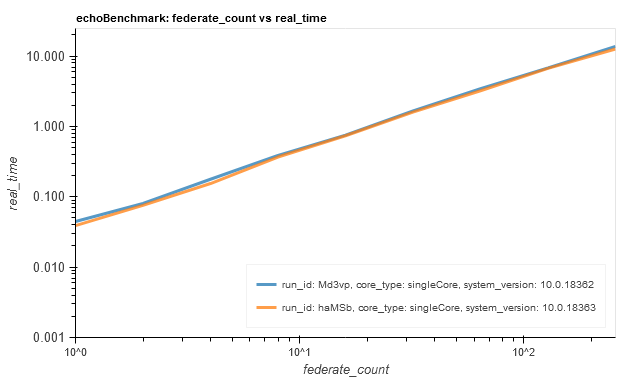 echoBenchmark: federate_count vs real_time
10.000
1.000
0.100
0.010
0.001
real_time
run_id: Md3vp, core_type: singleCore, system_version: 10.0.18362
run_id: haMSb, core_type: singleCore, system_version: 10.0.18363
10^0
10^1
10^2
federate_count